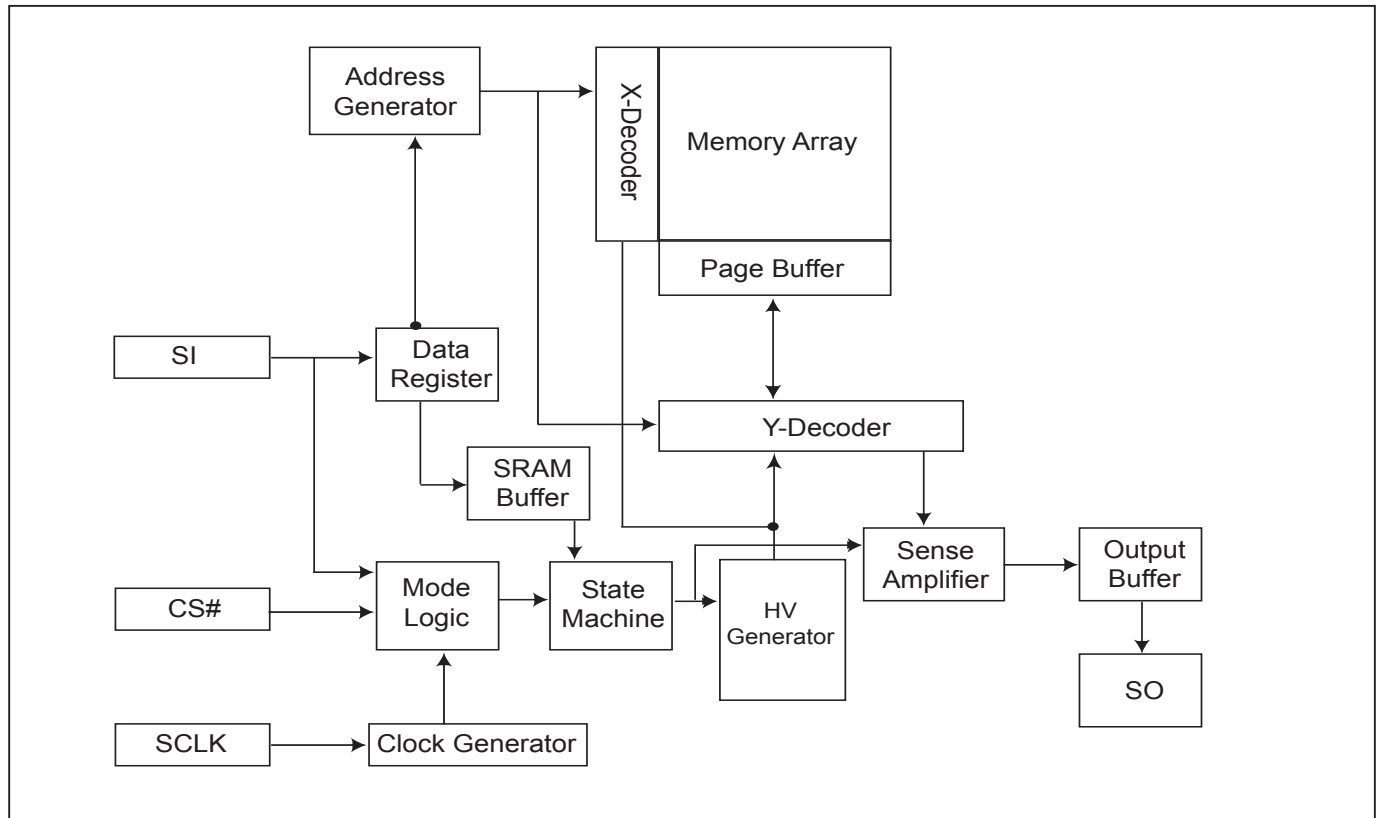 Address
Generator
X-Decoder
Memory Array
Page Buffer
SI
Data
Register
Y-Decoder
SRAM
Buffer
Sense
Amplifier
Output
Buffer
CS#
Mode
Logic
State
Machine
HV
Generator
SO
SCLK
Clock Generator